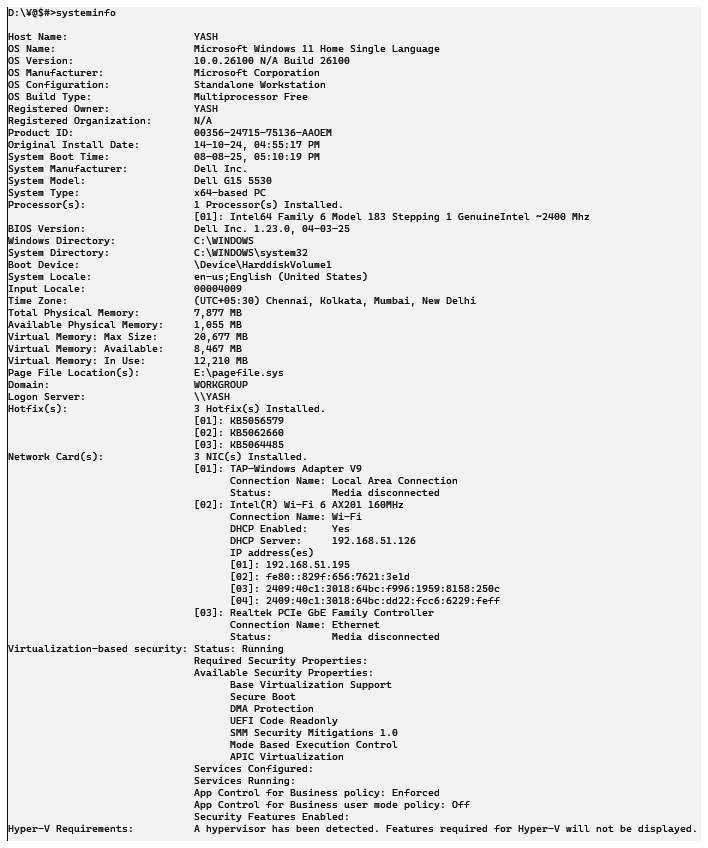 D:\¥@$#>systeminfo

Host Name:                     YASH
OS Name:                       Microsoft Windows 11 Home Single Language
OS Version:                    10.0.26100 N/A Build 26100
OS Manufacturer:               Microsoft Corporation
OS Configuration:              Standalone Workstation
OS Build Type:                 Multiprocessor Free
Registered Owner:              YASH
Registered Organization:       N/A
Product ID:                    00356-24715-75136-AAOEM
Original Install Date:         14-10-24, 04:55:17 PM
System Boot Time:              08-08-25, 05:10:19 PM
System Manufacturer:           Dell Inc.
System Model:                  Dell G15 5530
System Type:                   x64-based PC
Processor(s):                  1 Processor(s) Installed.
                               [01]: Intel64 Family 6 Model 183 Stepping 1 GenuineIntel ~2400 Mhz
BIOS Version:                  Dell Inc. 1.23.0, 04-03-25
Windows Directory:             C:\WINDOWS
System Directory:              C:\WINDOWS\system32
Boot Device:                   \Device\HarddiskVolume1
System Locale:                 en-us;English (United States)
Input Locale:                  00004009
Time Zone:                     (UTC+05:30) Chennai, Kolkata, Mumbai, New Delhi
Total Physical Memory:         7,877 MB
Available Physical Memory:     1,055 MB
Virtual Memory: Max Size:      20,677 MB
Virtual Memory: Available:     8,467 MB
Virtual Memory: In Use:        12,210 MB
Page File Location(s):         E:\pagefile.sys
Domain:                        WORKGROUP
Logon Server:                  \\YASH
Hotfix(s):                     3 Hotfix(s) Installed.
                               [01]: KB5056579
                               [02]: KB5062660
                               [03]: KB5064485
Network Card(s):               3 NIC(s) Installed.
                               [01]: TAP-Windows Adapter V9
                                     Connection Name: Local Area Connection
                                     Status:          Media disconnected
                               [02]: Intel(R) Wi-Fi 6 AX201 160MHz
                                     Connection Name: Wi-Fi
                                     DHCP Enabled:    Yes
                                     DHCP Server:     192.168.51.126
                                     IP address(es)
                                     [01]: 192.168.51.195
                                     [02]: fe80::829f:656:7621:3e1d
                                     [03]: 2409:40c1:3018:64bc:f996:1959:8158:250c
                                     [04]: 2409:40c1:3018:64bc:dd22:fcc6:6229:feff
                               [03]: Realtek PCIe GbE Family Controller
                                     Connection Name: Ethernet
                                     Status:          Media disconnected
Virtualization-based security: Status: Running
                               Required Security Properties:
                               Available Security Properties:
                                     Base Virtualization Support
                                     Secure Boot
                                     DMA Protection
                                     UEFI Code Readonly
                                     SMM Security Mitigations 1.0
                                     Mode Based Execution Control
                                     APIC Virtualization
                               Services Configured:
                               Services Running:
                               App Control for Business policy: Enforced
                               App Control for Business user mode policy: Off
                               Security Features Enabled:
Hyper-V Requirements:          A hypervisor has been detected. Features required for Hyper-V will not be displayed.